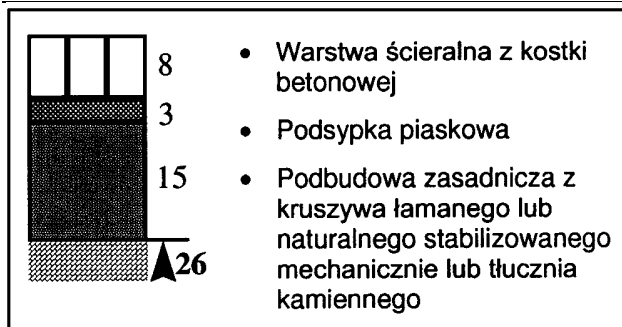 8
3
15
26
• Warstwa ścieralna z kostki
betonowej
• Podsypka piaskowa
• Podbudowa zasadnicza z
kruszywa łamanego lub
naturalnego stabilizowanego
mechanicznie lub tłucznia
kamiennego